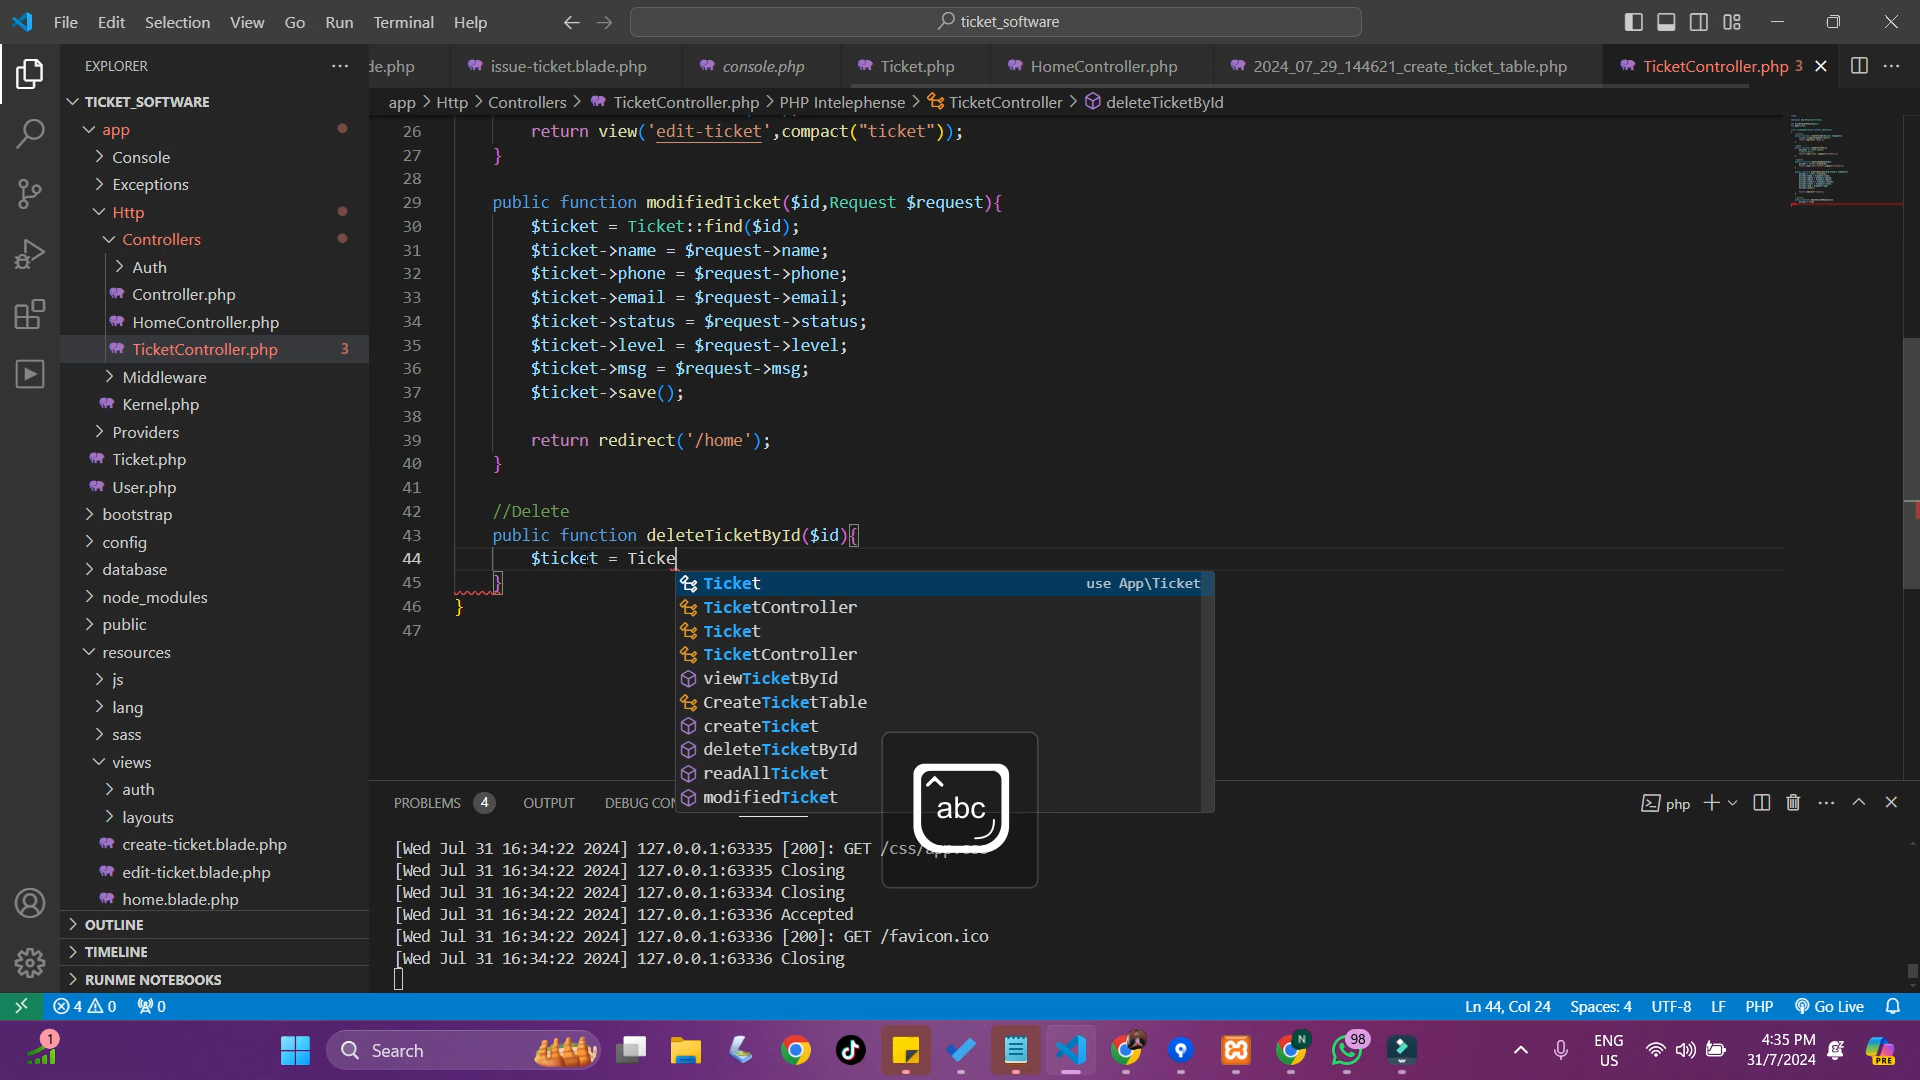 File Edit Selection View Go Run Terminal Help
ticket_software
EXPLORER
de.php
issue-ticket.blade.php
console.php
Ticket.php
HomeController.php
2024_07_29_144621_create_ticket_table.php
TicketController.php 3
app > Http > Controllers > TicketController.php > PHP Intelephense > TicketController > deleteTicketById
TICKET_SOFTWARE
app
Console
Exceptions
Http
Controllers
Auth
Controller.php
HomeController.php
TicketController.php 3
Middleware
Kernel.php
Providers
Ticket.php
User.php
bootstrap
config
database
node_modules
public
resources
js
lang
sass
views
auth
layouts
create-ticket.blade.php
edit-ticket.blade.php
home.blade.php
OUTLINE
TIMELINE
RUNME NOTEBOOKS
26 return view('edit-ticket',compact("ticket"));
27 }
28
29 public function modifiedTicket($id,Request $request){
30 $ticket = Ticket::find($id);
31 $ticket->name = $request->name;
32 $ticket->phone = $request->phone;
33 $ticket->email = $request->email;
34 $ticket->status = $request->status;
35 $ticket->level = $request->level;
36 $ticket->msg = $request->msg;
37 $ticket->save();
38
39 return redirect('/home');
40 }
41
42 //Delete
43 public function deleteTicketById($id){
44 $ticket = Ticke
45 }
46 }
47
Ticket use App\Ticket
TicketController
Ticket
TicketController
viewTicketById
CreateTicketTable
createTicket
deleteTicketById
readAllTicket
modifiedTicket
abc
PROBLEMS 4 OUTPUT DEBUG CON
php
[Wed Jul 31 16:34:22 2024] 127.0.0.1:63335 [200]: GET /css/
[Wed Jul 31 16:34:22 2024] 127.0.0.1:63335 Closing
[Wed Jul 31 16:34:22 2024] 127.0.0.1:63334 Closing
[Wed Jul 31 16:34:22 2024] 127.0.0.1:63336 Accepted
[Wed Jul 31 16:34:22 2024] 127.0.0.1:63336 [200]: GET /favicon.ico
[Wed Jul 31 16:34:22 2024] 127.0.0.1:63336 Closing
4 0 0
Ln 44, Col 24 Spaces: 4 UTF-8 LF PHP Go Live
1
Search
N
98
ENG
US
4:35 PM
31/7/2024
PRE